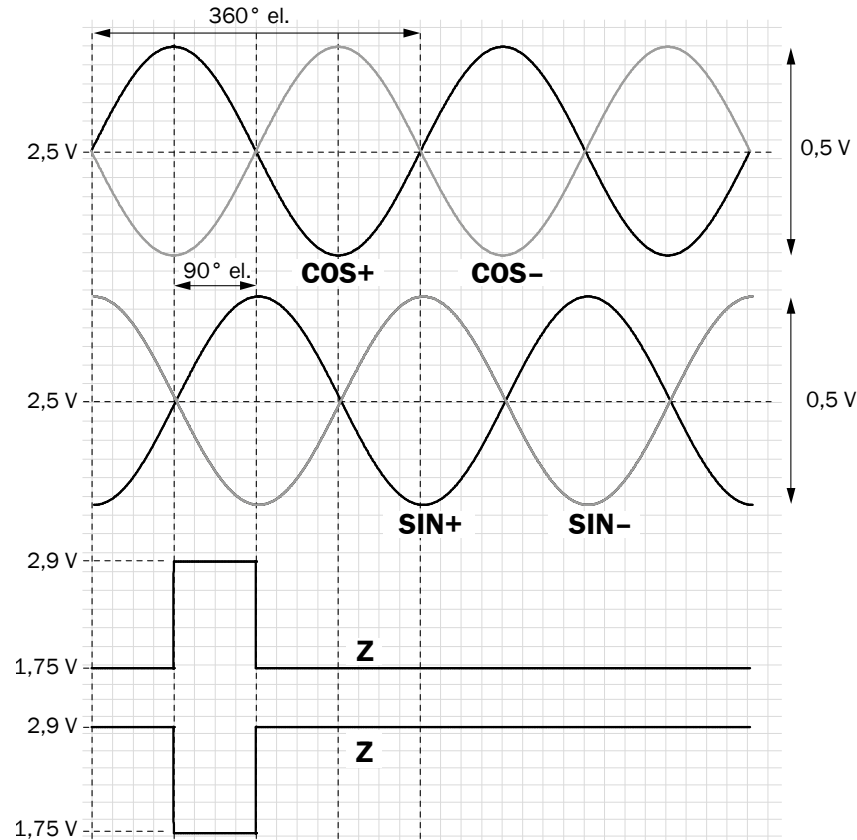 360° el.
2,5 V
0,5 V
90° el.
COS+ COS–
2,5 V
0,5 V
SIN+ SIN–
2,9 V
Z
1,75 V
2,9 V
Z
1,75 V